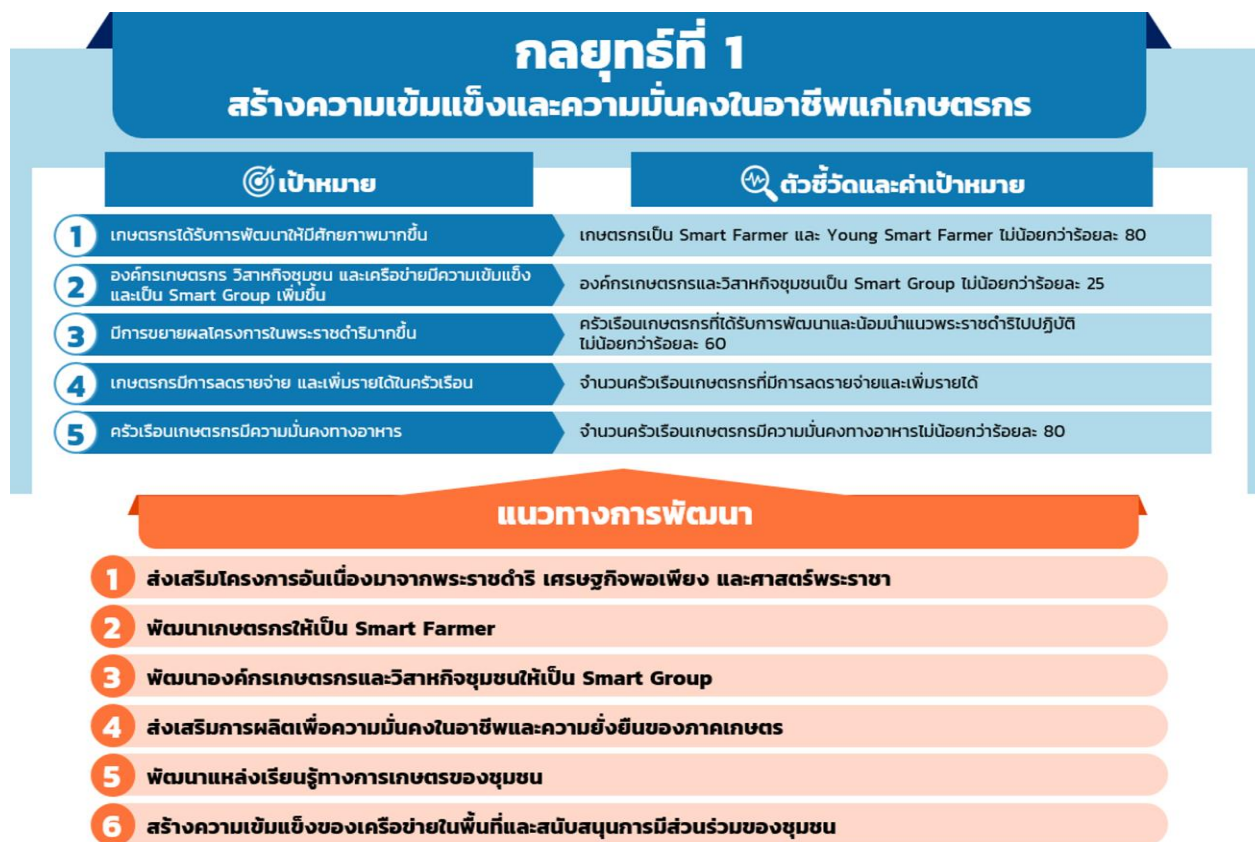 กลยุทธ์ที่ 1
สร้างความเข้มแข็งและความมั่นคงในอาชีพแก่เกษตรกร
เป้าหมาย
ตัวชี้วัดและค่าเป้าหมาย
1 เกษตรกรได้รับการพัฒนาให้มีศักยภาพมากขึ้น
เกษตรกรเป็น Smart Farmer และ Young Smart Farmer ไม่น้อยกว่าร้อยละ 80
2 องค์กรเกษตรกร วิสาหกิจชุมชน และเครือข่ายมีความเข้มแข็ง
และเป็น Smart Group เพิ่มขึ้น
องค์กรเกษตรกรและวิสาหกิจชุมชนเป็น Smart Group ไม่น้อยกว่าร้อยละ 25
3 มีการขยายผลโครงการในพระราชดำริมากขึ้น
ครัวเรือนเกษตรกรที่ได้รับการพัฒนาและน้อมนำแนวพระราชดำริไปปฏิบัติ
ไม่น้อยกว่าร้อยละ 60
4 เกษตรกรมีการลดรายจ่าย และเพิ่มรายได้ในครัวเรือน
จำนวนครัวเรือนเกษตรกรที่มีการลดรายจ่ายและเพิ่มรายได้
5 ครัวเรือนเกษตรกรมีความมั่นคงทางอาหาร
จำนวนครัวเรือนเกษตรกรมีความมั่นคงทางอาหารไม่น้อยกว่าร้อยละ 80
แนวทางการพัฒนา
1 ส่งเสริมโครงการอันเนื่องมาจากพระราชดำริ เศรษฐกิจพอเพียง และศาสตร์พระราชา
2 พัฒนาเกษตรกรให้เป็น Smart Farmer
3 พัฒนาองค์กรเกษตรกรและวิสาหกิจชุมชนให้เป็น Smart Group
4 ส่งเสริมการผลิตเพื่อความมั่นคงในอาชีพและความยั่งยืนของภาคเกษตร
5 พัฒนาแหล่งเรียนรู้ทางการเกษตรของชุมชน
6 สร้างความเข้มแข็งของเครือข่ายในพื้นที่และสนับสนุนการมีส่วนร่วมของชุมชน